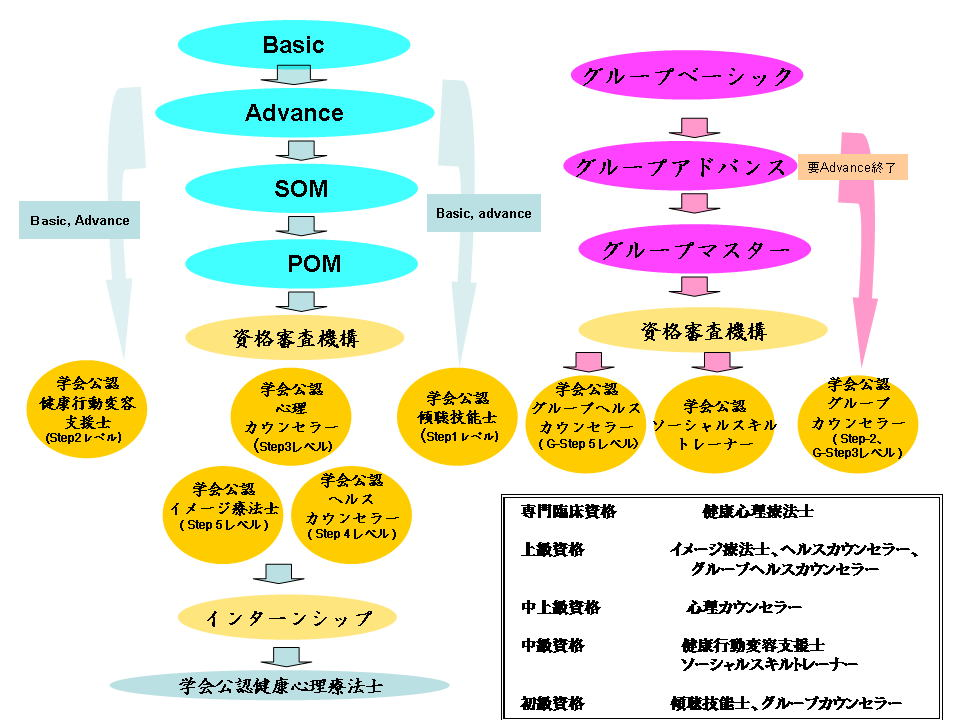 Basic
Advance
SOM
POM
資格審査機構
Basic, Advance
Basic, advance
学会公認
健康行動変容
支援士
(Step2レベル)
学会公認
心理
カウンセラー
(Step3レベル)
学会公認
傾聴技能士
(Step1レベル)
学会公認
イメージ療法士
(Step 5レベル)
学会公認
ヘルス
カウンセラー
(Step 4レベル)
インターンシップ
学会公認健康心理療法士
グループベーシック
グループアドバンス
要Advance終了
グループマスター
資格審査機構
学会公認
グループヘルス
カウンセラー
(G-Step 5レベル)
学会公認
ソーシャルスキル
トレーナー
学会公認
グループ
カウンセラー
(Step-2、
G-Step3レベル)
専門臨床資格 健康心理療法士
上級資格 イメージ療法士、ヘルスカウンセラー、
グループヘルスカウンセラー
中上級資格 心理カウンセラー
中級資格 健康行動変容支援士
ソーシャルスキルトレーナー
初級資格 傾聴技能士、グループカウンセラー